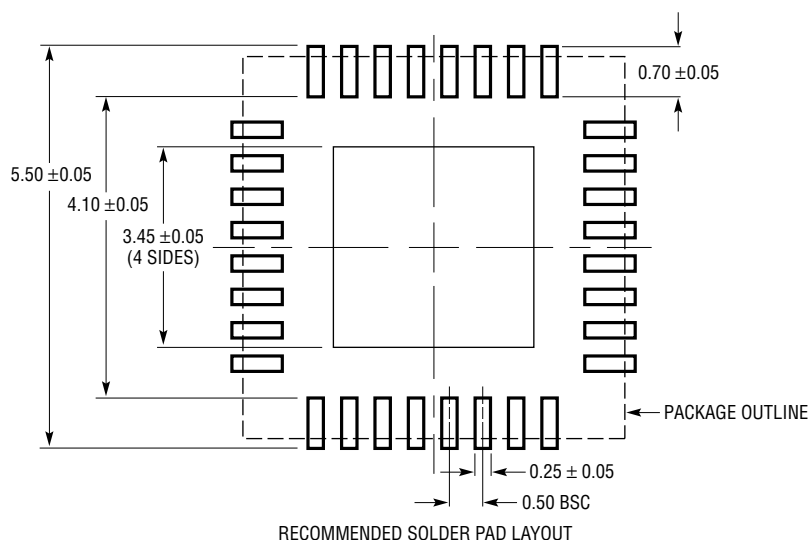 0.70 ±0.05
5.50 ±0.05
4.10 ±0.05
3.45 ±0.05
(4 SIDES)
PACKAGE OUTLINE
0.25 ± 0.05
0.50 BSC
RECOMMENDED SOLDER PAD LAYOUT